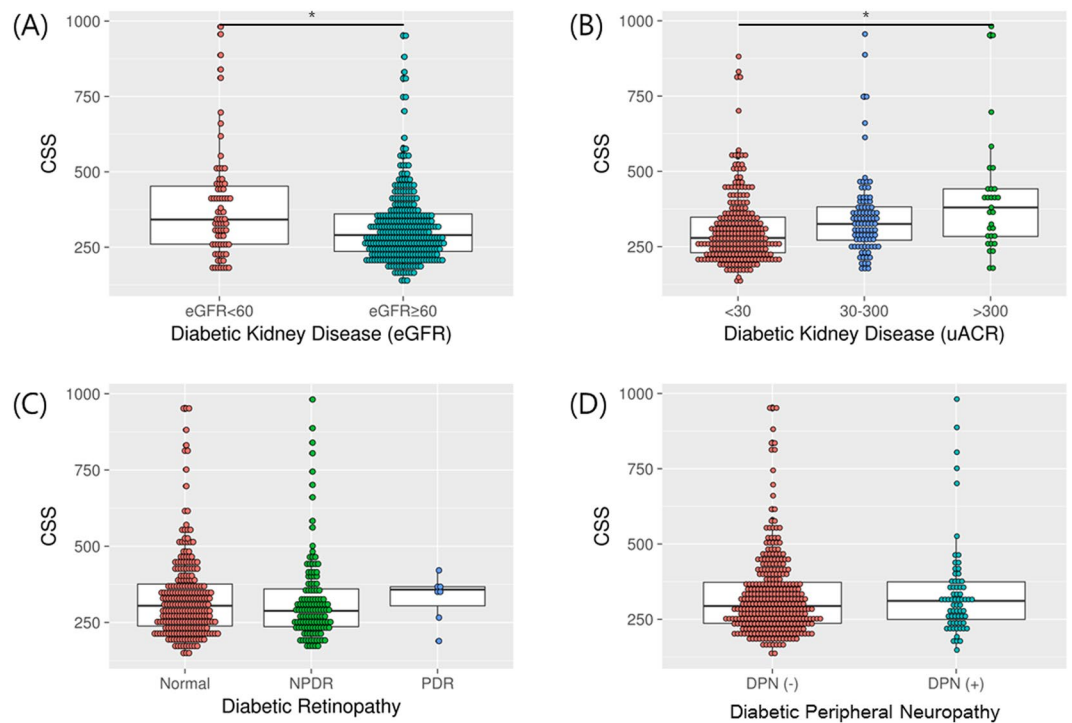 (A)
*
1000
750
500
250
CSS
eGFR<60 eGFR≥60
Diabetic Kidney Disease (eGFR)
(B)
*
1000
750
500
250
CSS
<30 30-300 >300
Diabetic Kidney Disease (uACR)
(C)
1000
750
500
250
CSS
Normal NPDR PDR
Diabetic Retinopathy
(D)
1000
750
500
250
CSS
DPN (-) DPN (+)
Diabetic Peripheral Neuropathy